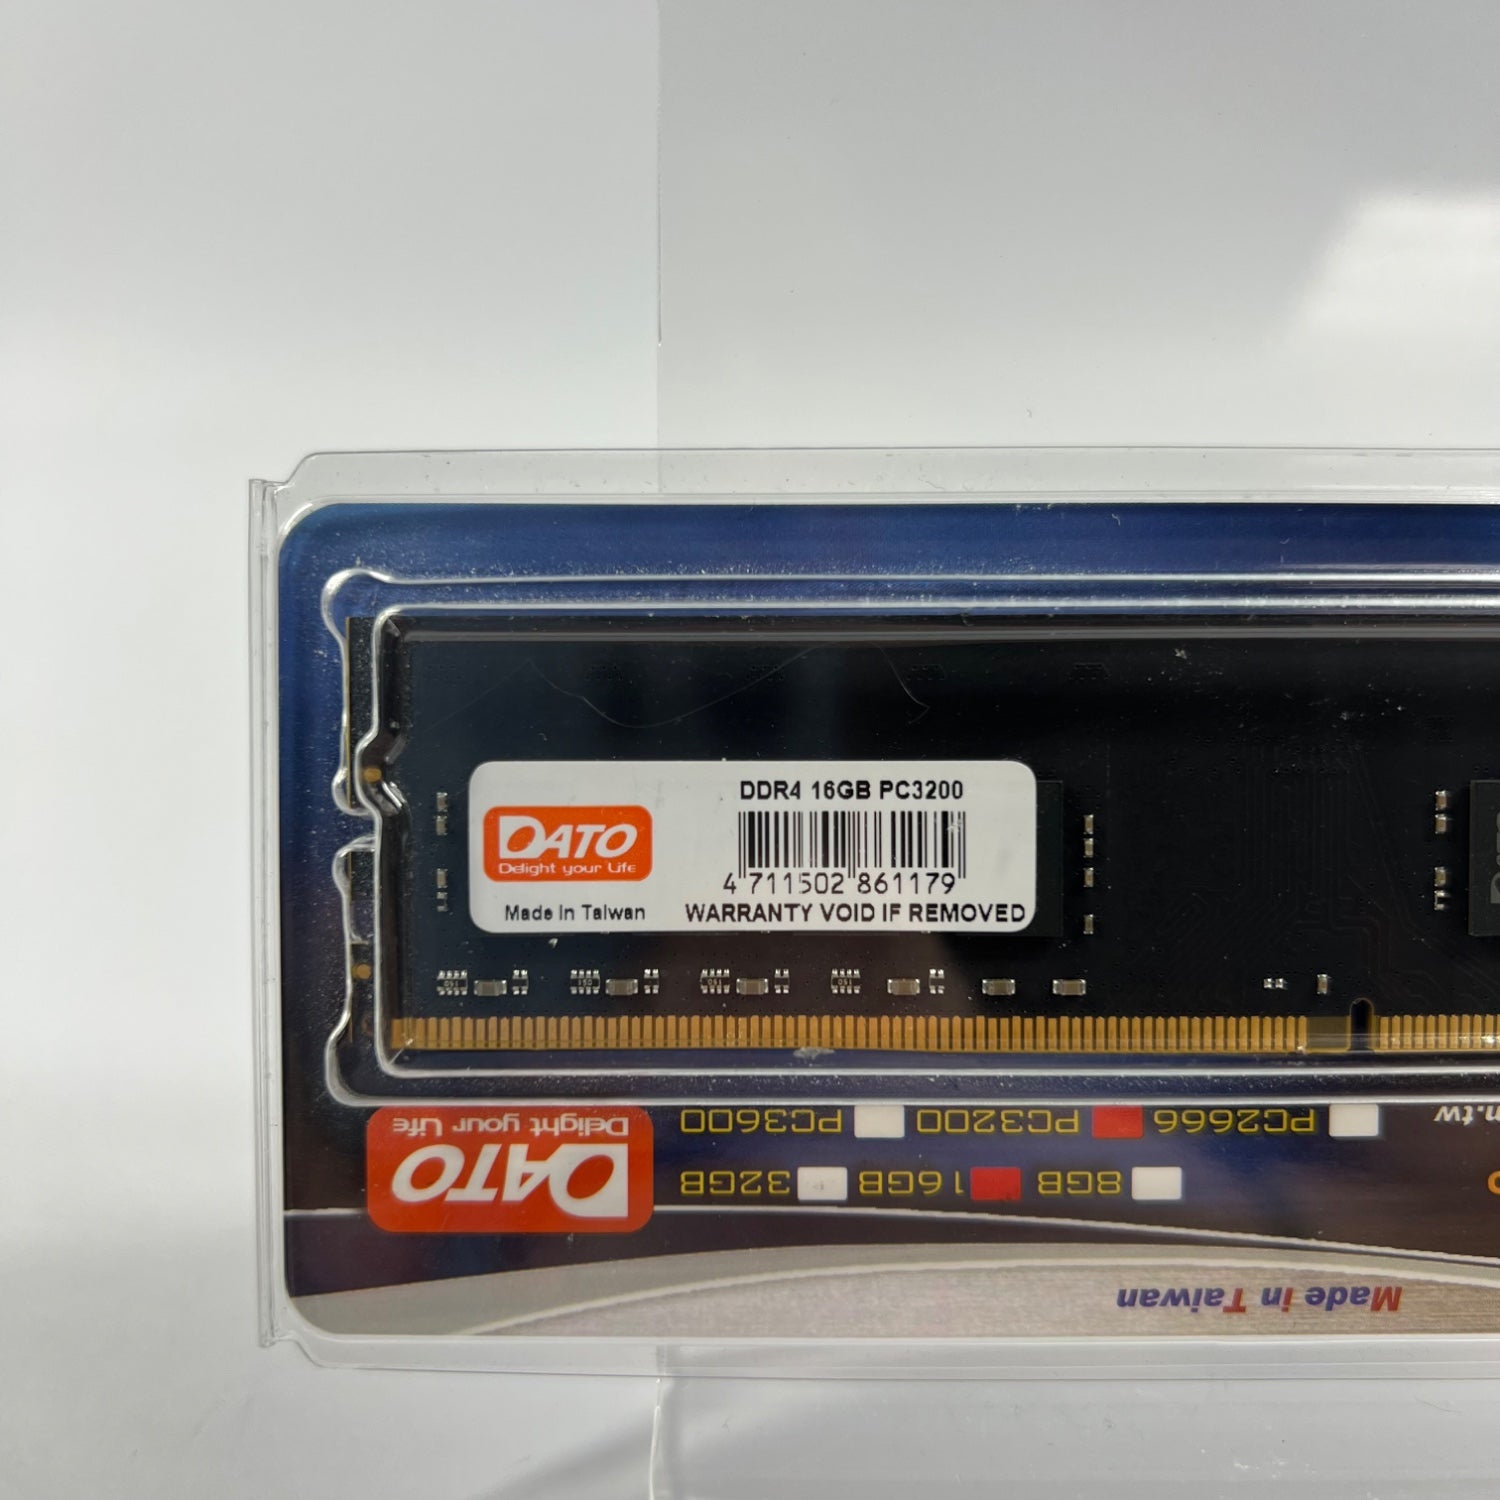 DDR4 16GB PC3200
DATO
Delight your Life
4 711502 861179
Made in Taiwan
WARRANTY VOID IF REMOVED
Made in Taiwan
8GB 16GB 32GB
PC2666 PC3200 PC3600
DATO
Delight your Life